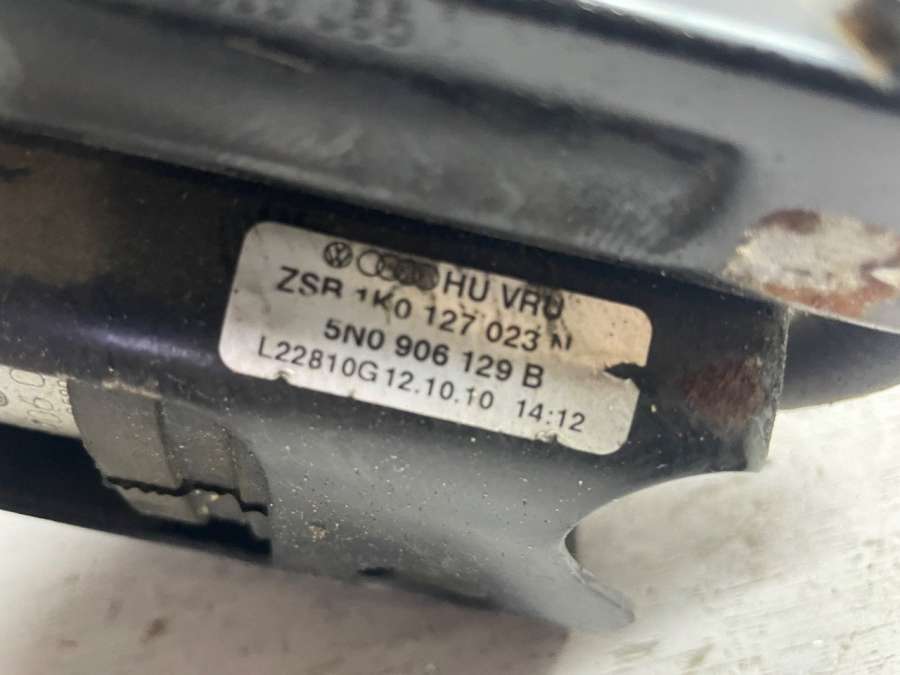 HU VRU
ZSB 1K0 127 023 N
5N0 906 129 B
L22810G 12.10.10 14:12